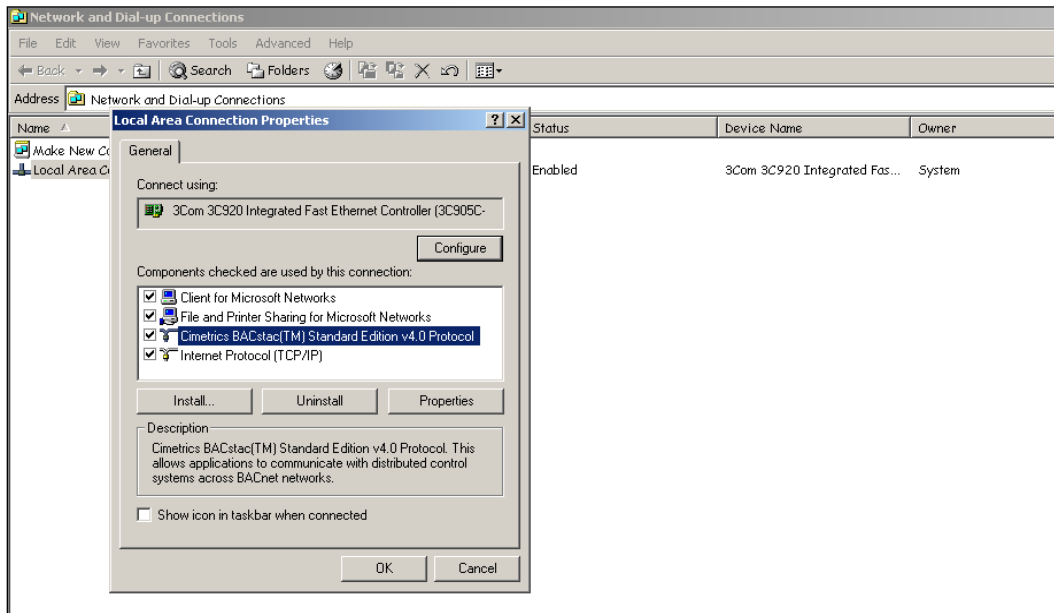 Network and Dial-up Connections
File Edit View Favorites Tools Advanced Help
Back Search Folders
Address Network and Dial-up Connections
Name Status Device Name Owner
Make New Co
Local Area C Enabled 3Com 3C920 Integrated Fas... System
Local Area Connection Properties
General
Connect using:
3Com 3C920 Integrated Fast Ethernet Controller (3C905C-
Configure
Components checked are used by this connection:
Client for Microsoft Networks
File and Printer Sharing for Microsoft Networks
Cimetrics BACstac(TM) Standard Edition v4.0 Protocol
Internet Protocol (TCP/IP)
Install... Uninstall Properties
Description
Cimetrics BACstac(TM) Standard Edition v4.0 Protocol. This
allows applications to communicate with distributed control
systems across BACnet networks.
Show icon in taskbar when connected
OK Cancel